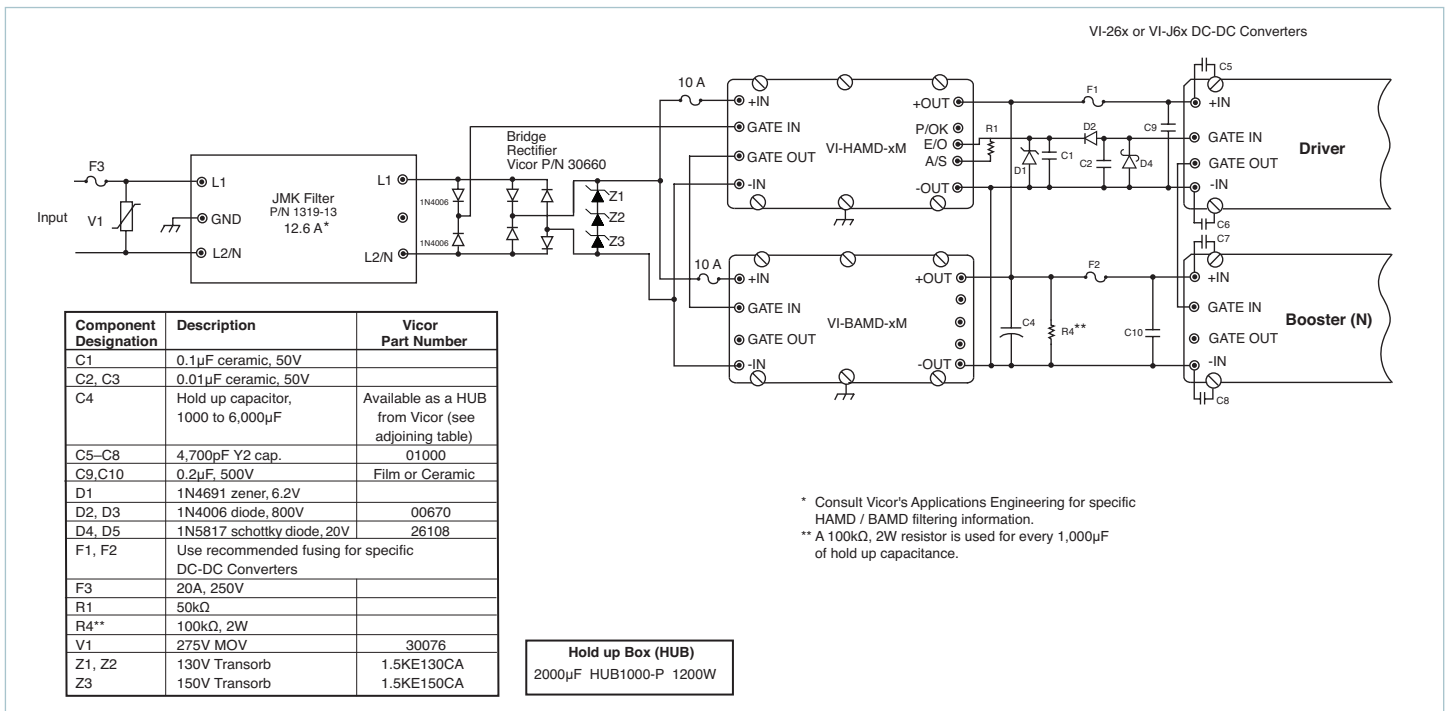 VI-26x or VI-J6x DC-DC Converters
F3
Input
V1
L1
GND
L2/N
JMK Filter
P/N 1319-13
12.6 A*
L1
L2/N
1N4006
1N4006
Bridge
Rectifier
Vicor P/N 30660
Z1
Z2
Z3
10 A
+IN
GATE IN
GATE OUT
-IN
VI-HAMD-xM
+OUT
P/OK
E/O
A/S
-OUT
R1
D1
C1
D2
C2
D4
F1
C9
C5
+IN
GATE IN
GATE OUT
-IN
Driver
C6
10 A
+IN
GATE IN
GATE OUT
-IN
VI-BAMD-xM
+OUT
-OUT
C4
R4**
F2
C10
C7
+IN
GATE IN
GATE OUT
-IN
Booster (N)
C8
Component Designation Description Vicor Part Number
C1 0.1µF ceramic, 50V
C2, C3 0.01µF ceramic, 50V
C4 Hold up capacitor, Available as a HUB
1000 to 6,000µF from Vicor (see
adjoining table)
C5–C8 4,700pF Y2 cap. 01000
C9,C10 0.2µF, 500V Film or Ceramic
D1 1N4691 zener, 6.2V
D2, D3 1N4006 diode, 800V 00670
D4, D5 1N5817 schottky diode, 20V 26108
F1, F2 Use recommended fusing for specific
DC-DC Converters
F3 20A, 250V
R1 50kΩ
R4** 100kΩ, 2W
V1 275V MOV 30076
Z1, Z2 130V Transorb 1.5KE130CA
Z3 150V Transorb 1.5KE150CA
Hold up Box (HUB)
2000µF HUB1000-P 1200W
* Consult Vicor's Applications Engineering for specific
HAMD / BAMD filtering information.
** A 100kΩ, 2W resistor is used for every 1,000µF
of hold up capacitance.